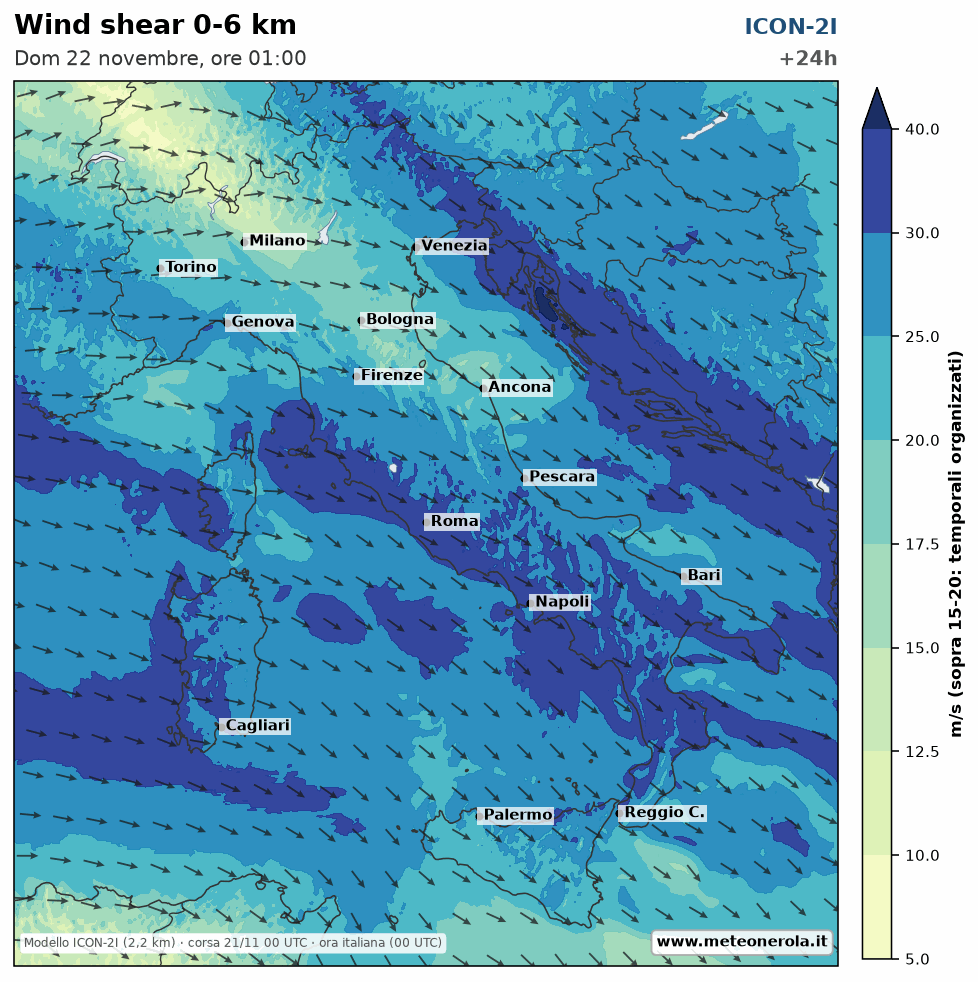 Wind shear 0-6 km
ICON-2I
Dom 22 novembre, ore 01:00
+24h
40.0
30.0
25.0
20.0
17.5
15.0
12.5
10.0
5.0
m/s (sopra 15-20: temporali organizzati)
Milano
Venezia
Torino
Genova
Bologna
Firenze
Ancona
Pescara
Roma
Bari
Napoli
Cagliari
Palermo
Reggio C.
Modello ICON-2I (2,2 km) · corsa 21/11 00 UTC · ora italiana (00 UTC)
www.meteonerola.it